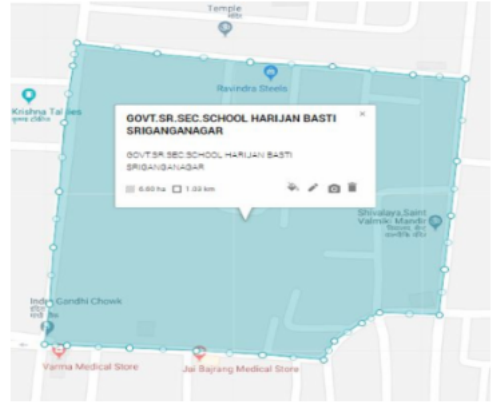 Temple
मंदिर
Ravindra Steels
Krishna Tal
GOVT.SR.SEC.SCHOOL HARIJAN BASTI
SRIGANGANAGAR
×
GOVT.SR.SEC.SCHOOL HARIJAN BASTI
SRIGANGANAGAR
6.60 ha 1.03 km
Shivalaya,Saint
Valmiki Mandir
Gandhi Chowk
Varma Medical Store
Jai Bajrang Medical Store